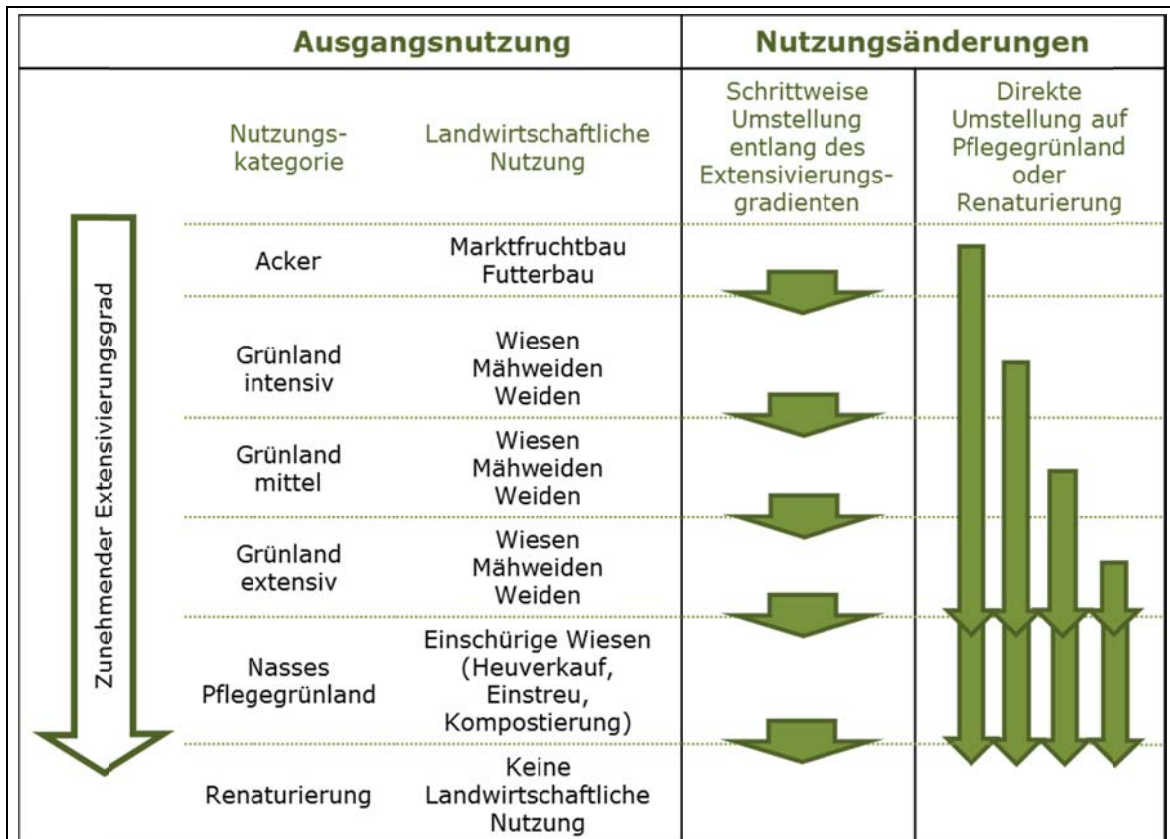 Ausgangsnutzung
Nutzungsänderungen
Nutzungs-
kategorie
Landwirtschaftliche
Nutzung
Schrittweise
Umstellung
entlang des
Extensivierungs-
gradienten
Direkte
Umstellung auf
Pflegegrünland
oder
Renaturierung
Zunehmender Extensivierungsgrad
Acker
Marktfruchtbau
Futterbau
Grünland
intensiv
Wiesen
Mähweiden
Weiden
Grünland
mittel
Wiesen
Mähweiden
Weiden
Grünland
extensiv
Wiesen
Mähweiden
Weiden
Nasses
Pflegegrünland
Einschürige Wiesen
(Heuverkauf,
Einstreu,
Kompostierung)
Renaturierung
Keine
Landwirtschaftliche
Nutzung